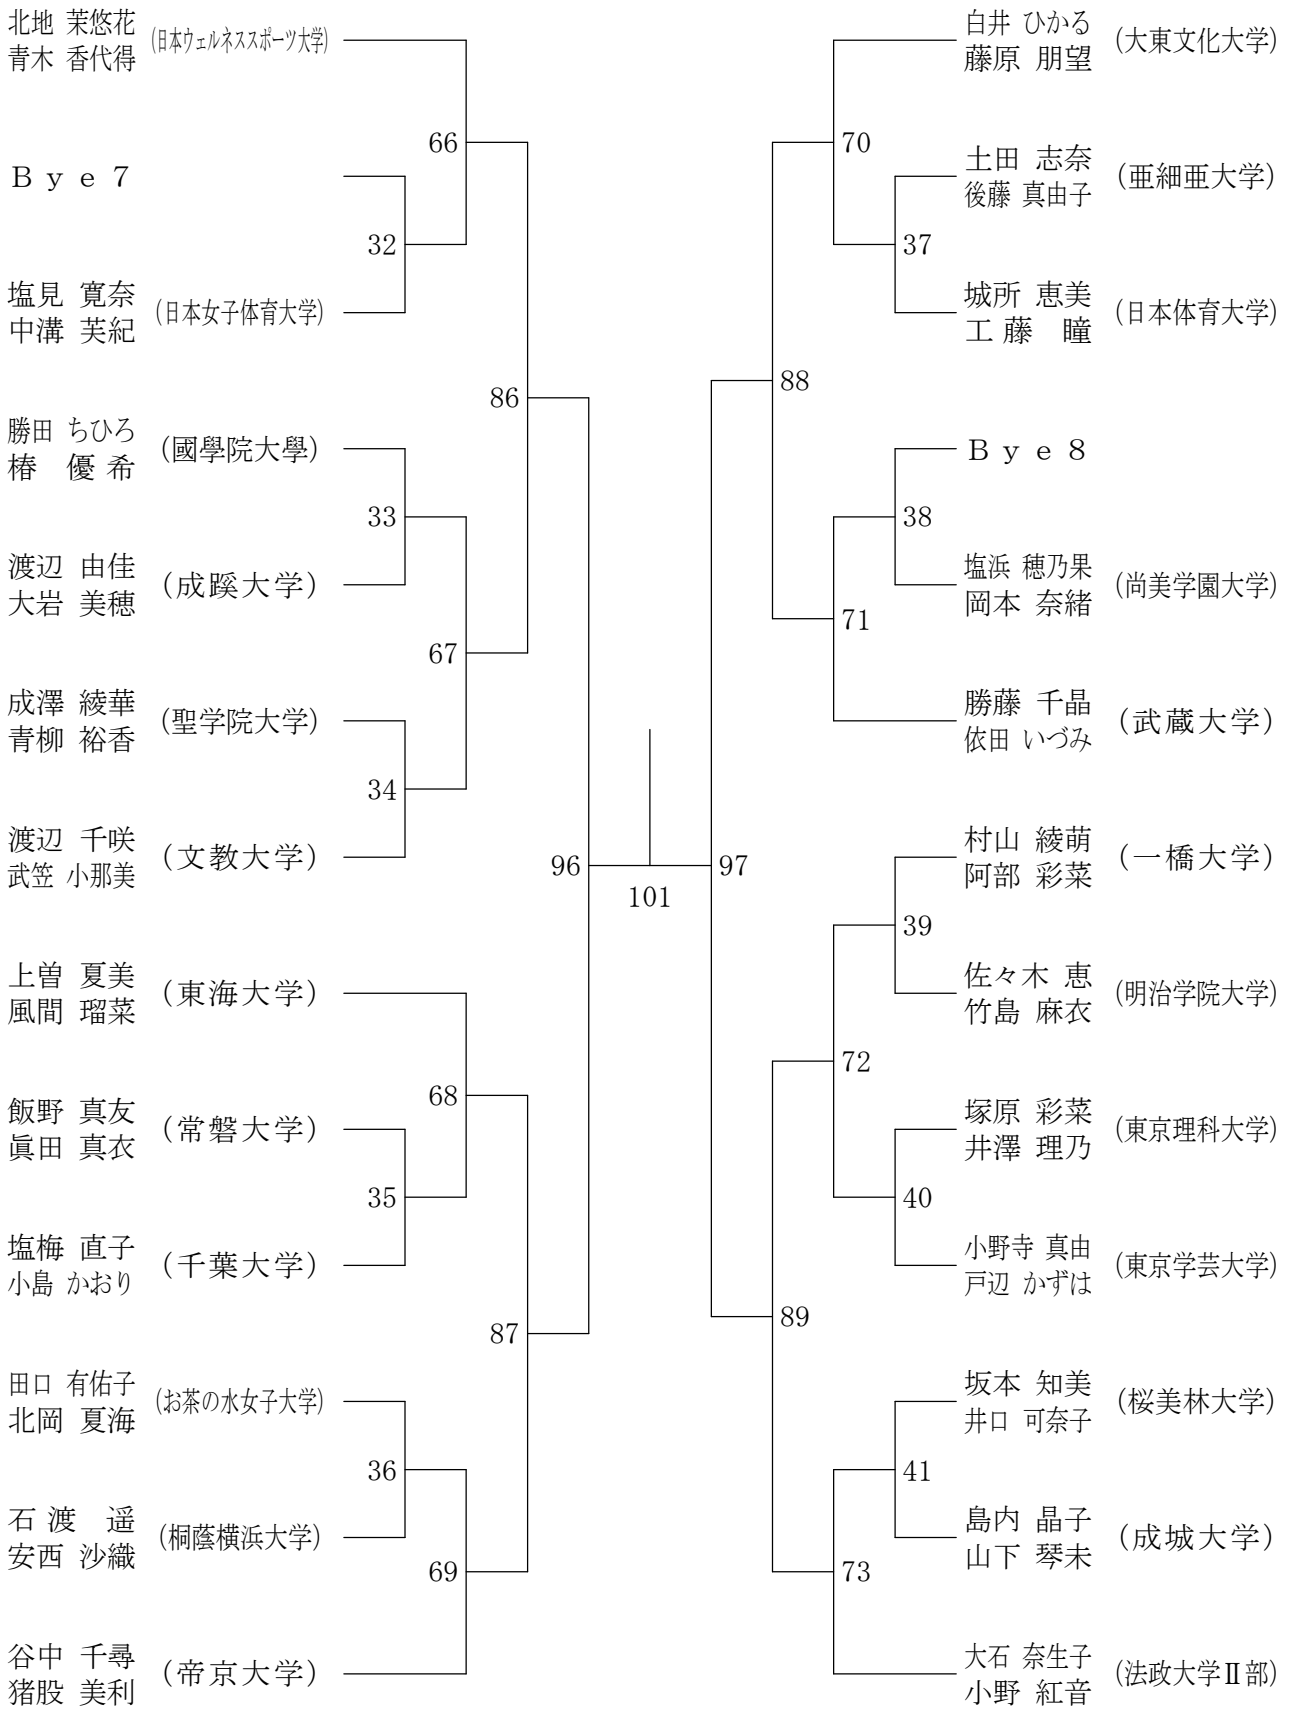 北地 茉悠花
青木 香代得
(日本ウェルネススポーツ大学)
66
Bye7
32
塩見 寛奈
中溝 芙紀
(日本女子体育大学)
86
勝田 ちひろ
椿 優希
(國學院大學)
33
渡辺 由佳
大岩 美穂
(成蹊大学)
67
成澤 綾華
青柳 裕香
(聖学院大学)
34
渡辺 千咲
武笠 小那美
(文教大学)
96
上曽 夏美
風間 瑠菜
(東海大学)
68
飯野 真友
眞田 真衣
(常磐大学)
35
塩梅 直子
小島 かおり
(千葉大学)
87
田口 有佑子
北岡 夏海
(お茶の水女子大学)
36
石渡 遥
安西 沙織
(桐蔭横浜大学)
69
谷中 千尋
猪股 美利
(帝京大学)
101
白井 ひかる
藤原 朋望
(大東文化大学)
70
土田 志奈
後藤 真由子
(亜細亜大学)
37
城所 恵美
工藤 瞳
(日本体育大学)
88
Bye8
38
塩浜 穂乃果
岡本 奈緒
(尚美学園大学)
71
勝藤 千晶
依田 いづみ
(武蔵大学)
97
村山 綾萌
阿部 彩菜
(一橋大学)
39
佐々木 恵
竹島 麻衣
(明治学院大学)
72
塚原 彩菜
井澤 理乃
(東京理科大学)
40
小野寺 真由
戸辺 かずは
(東京学芸大学)
89
坂本 知美
井口 可奈子
(桜美林大学)
41
島内 晶子
山下 琴未
(成城大学)
73
大石 奈生子
小野 紅音
(法政大学Ⅱ部)